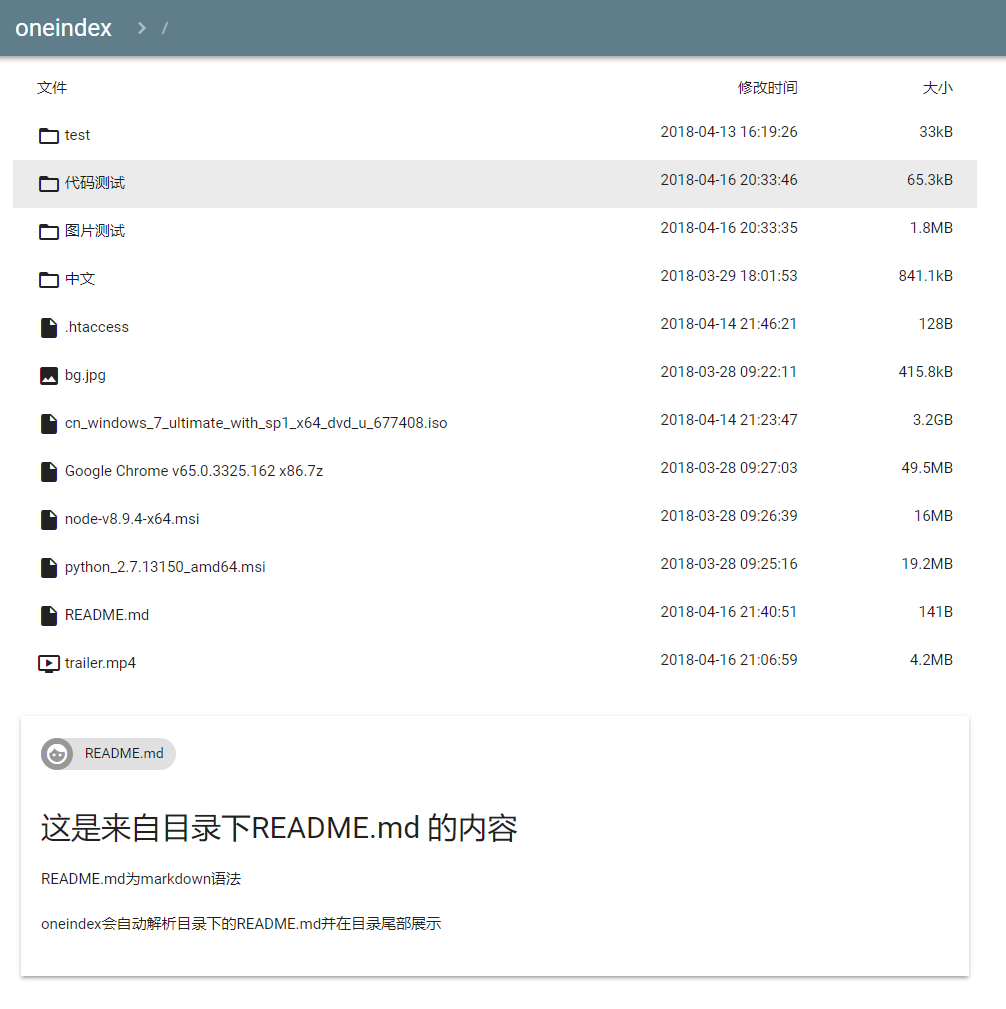 oneindex > /
文件 修改时间 大小
test 2018-04-13 16:19:26 33kB
代码测试 2018-04-16 20:33:46 65.3kB
图片测试 2018-04-16 20:33:35 1.8MB
中文 2018-03-29 18:01:53 841.1kB
.htaccess 2018-04-14 21:46:21 128B
bg.jpg 2018-03-28 09:22:11 415.8kB
cn_windows_7_ultimate_with_sp1_x64_dvd_u_677408.iso 2018-04-14 21:23:47 3.2GB
Google Chrome v65.0.3325.162 x86.7z 2018-03-28 09:27:03 49.5MB
node-v8.9.4-x64.msi 2018-03-28 09:26:39 16MB
python_2.7.13150_amd64.msi 2018-03-28 09:25:16 19.2MB
README.md 2018-04-16 21:40:51 141B
trailer.mp4 2018-04-16 21:06:59 4.2MB
README.md
这是来自目录下README.md 的内容
README.md为markdown语法
oneindex会自动解析目录下的README.md并在目录尾部展示